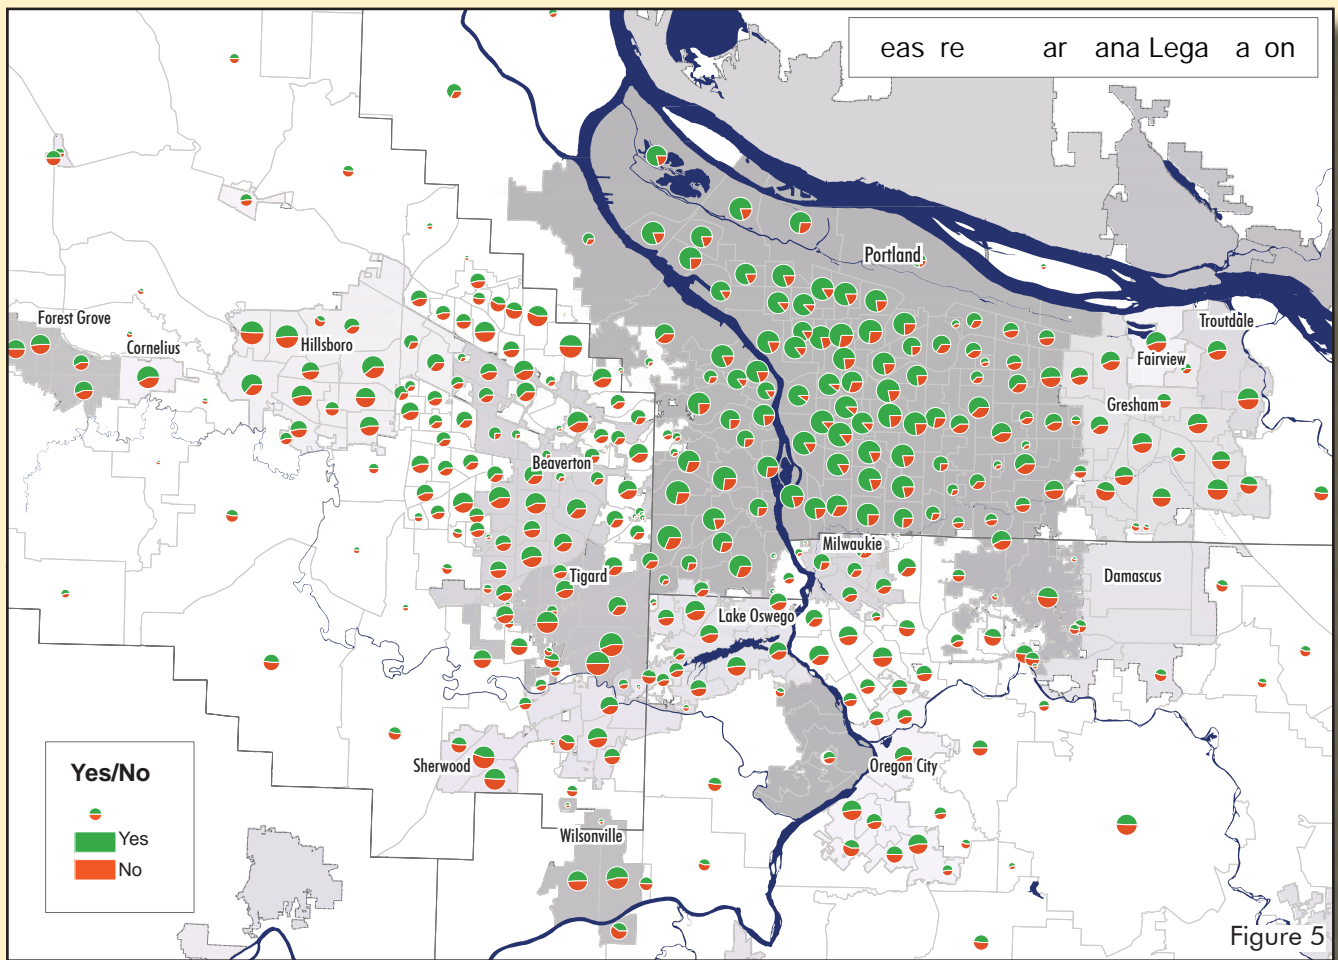 eas re ar ana Lega a on
Portland
Troutdale
Forest Grove
Cornelius
Hillsboro
Fairview
Gresham
Beaverton
Milwaukie
Tigard
Damascus
Lake Oswego
Sherwood
Oregon City
Wilsonville
Yes/No
Yes
No
Figure 5